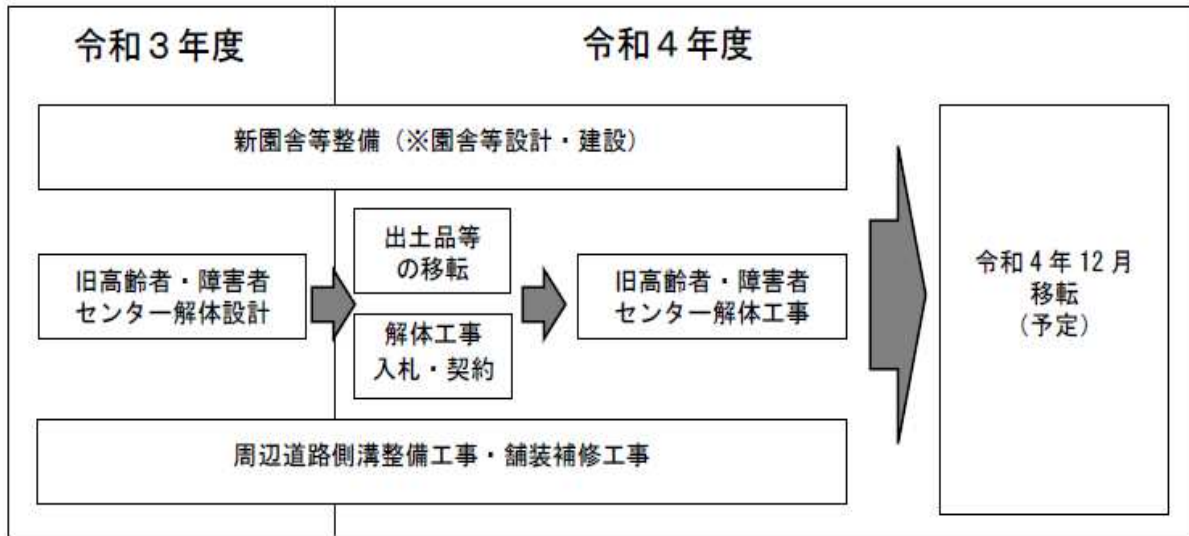 令和３年度
令和４年度
新園舎等整備（※園舎等設計・建設）
旧高齢者・障害者
センター解体設計
出土品等
の移転
解体工事
入札・契約
旧高齢者・障害者
センター解体工事
周辺道路側溝整備工事・舗装補修工事
令和４年12月
移転
（予定）